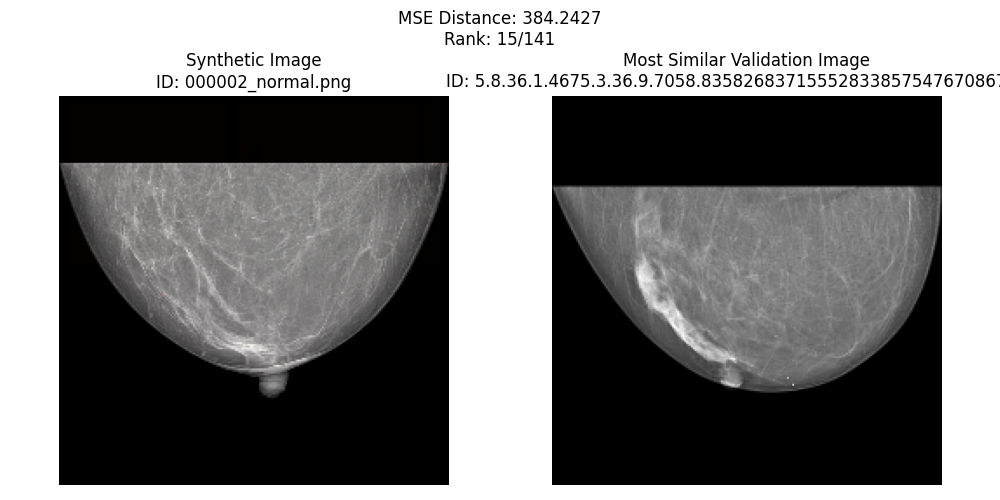 MSE Distance: 384.2427
Rank: 15/141
Synthetic Image
ID: 000002_normal.png
Most Similar Validation Image
ID: 5.8.36.1.4675.3.36.9.7058.83582683715552833857547670867